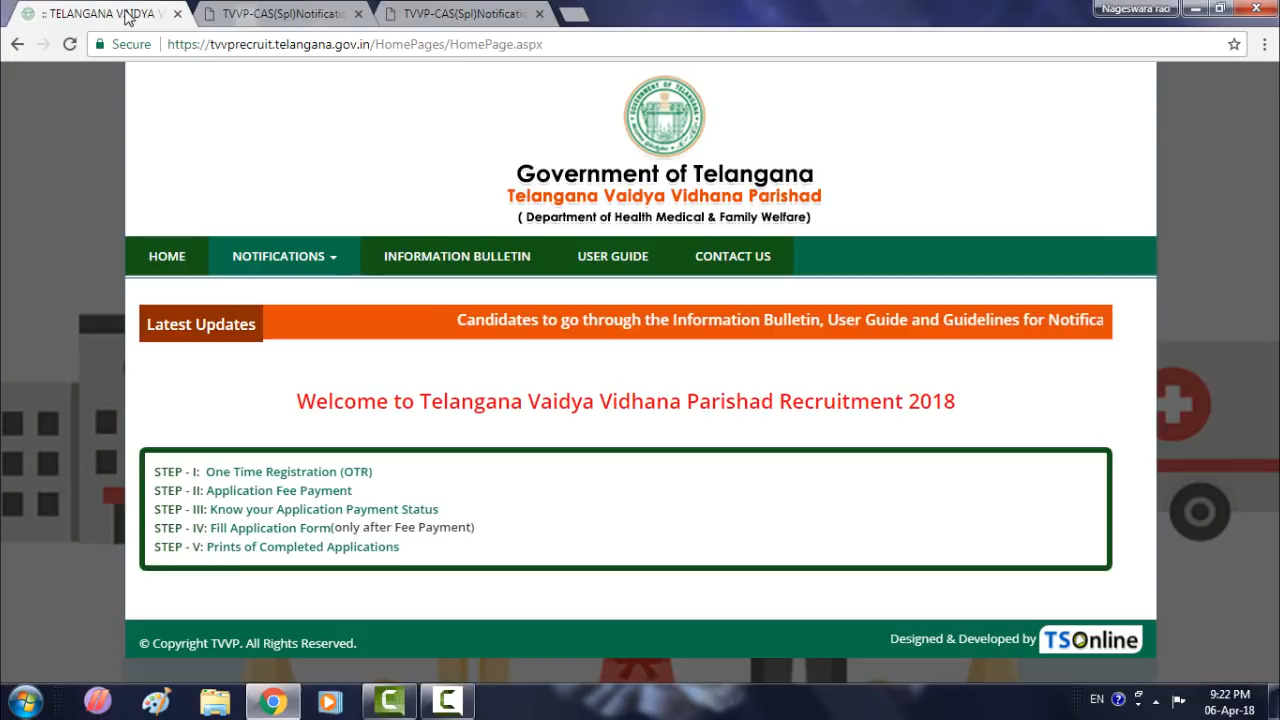 :: TELANGANA VAIDYA V
TVVP-CAS(Spl)Notificatio
TVVP-CAS(Spl)Notificatio
Nageswara rao
Secure
https://tvvprecruit.telangana.gov.in/HomePages/HomePage.aspx
Government of Telangana
Telangana Vaidya Vidhana Parishad
( Department of Health Medical & Family Welfare)
HOME
NOTIFICATIONS
INFORMATION BULLETIN
USER GUIDE
CONTACT US
Latest Updates
Candidates to go through the Information Bulletin, User Guide and Guidelines for Notifica
Welcome to Telangana Vaidya Vidhana Parishad Recruitment 2018
STEP - I: One Time Registration (OTR)
STEP - II: Application Fee Payment
STEP - III: Know your Application Payment Status
STEP - IV: Fill Application Form(only after Fee Payment)
STEP - V: Prints of Completed Applications
© Copyright TVVP. All Rights Reserved.
Designed & Developed by TSOnline
EN
9:22 PM
06-Apr-18